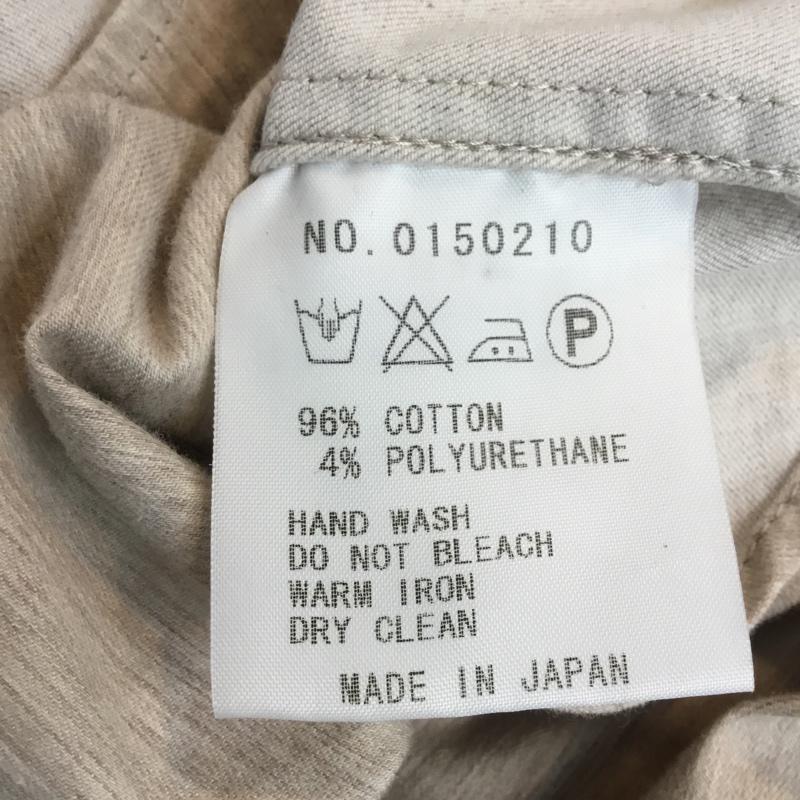 NO. 0150210
P
96% COTTON
4% POLYURETHANE
HAND WASH
DO NOT BLEACH
WARM IRON
DRY CLEAN
MADE IN JAPAN